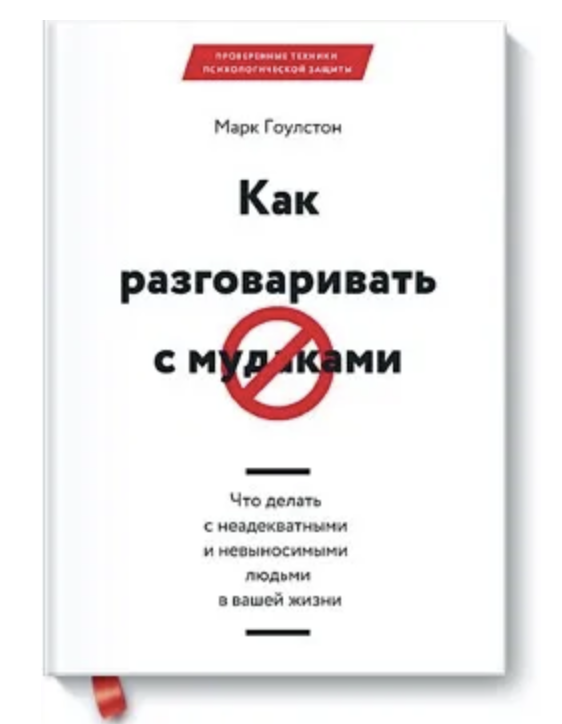 ПРОВЕРЕННЫЕ ТЕХНИКИ
ПСИХОЛОГИЧЕСКОЙ ЗАЩИТЫ
Марк Гоулстон
Как
разговаривать
с мудаками
Что делать
с неадекватными
и невыносимыми
людьми
в вашей жизни